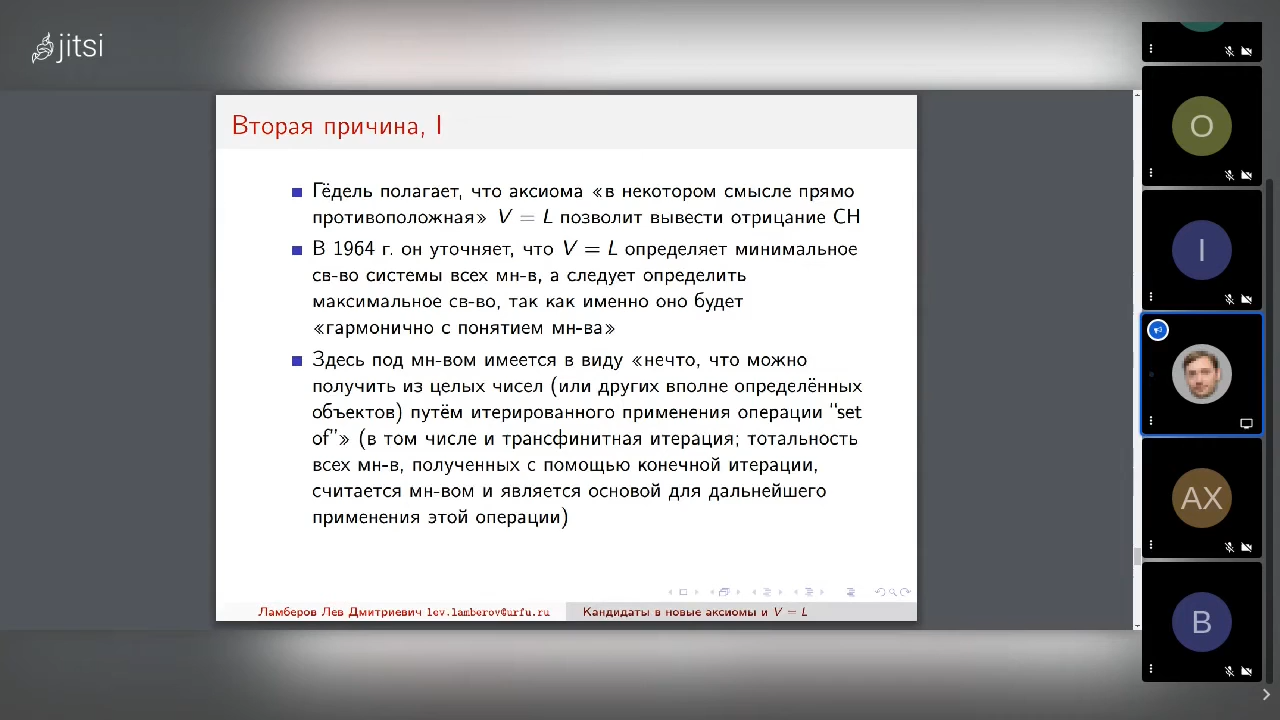 jitsi
Вторая причина, I
Гёдель полагает, что аксиома «в некотором смысле прямо
противоположная» V = L позволит вывести отрицание CH
В 1964 г. он уточняет, что V = L определяет минимальное
св-во системы всех мн-в, а следует определить
максимальное св-во, так как именно оно будет
«гармонично с понятием мн-ва»
Здесь под мн-вом имеется в виду «нечто, что можно
получить из целых чисел (или других вполне определённых
объектов) путём итерированного применения операции "set
of"» (в том числе и трансфинитная итерация; тотальность
всех мн-в, полученных с помощью конечной итерации,
считается мн-вом и является основой для дальнейшего
применения этой операции)
Ламберов Лев Дмитриевич lev.lamberov@urfu.ru
Кандидаты в новые аксиомы и V = L
O
I
AX
B